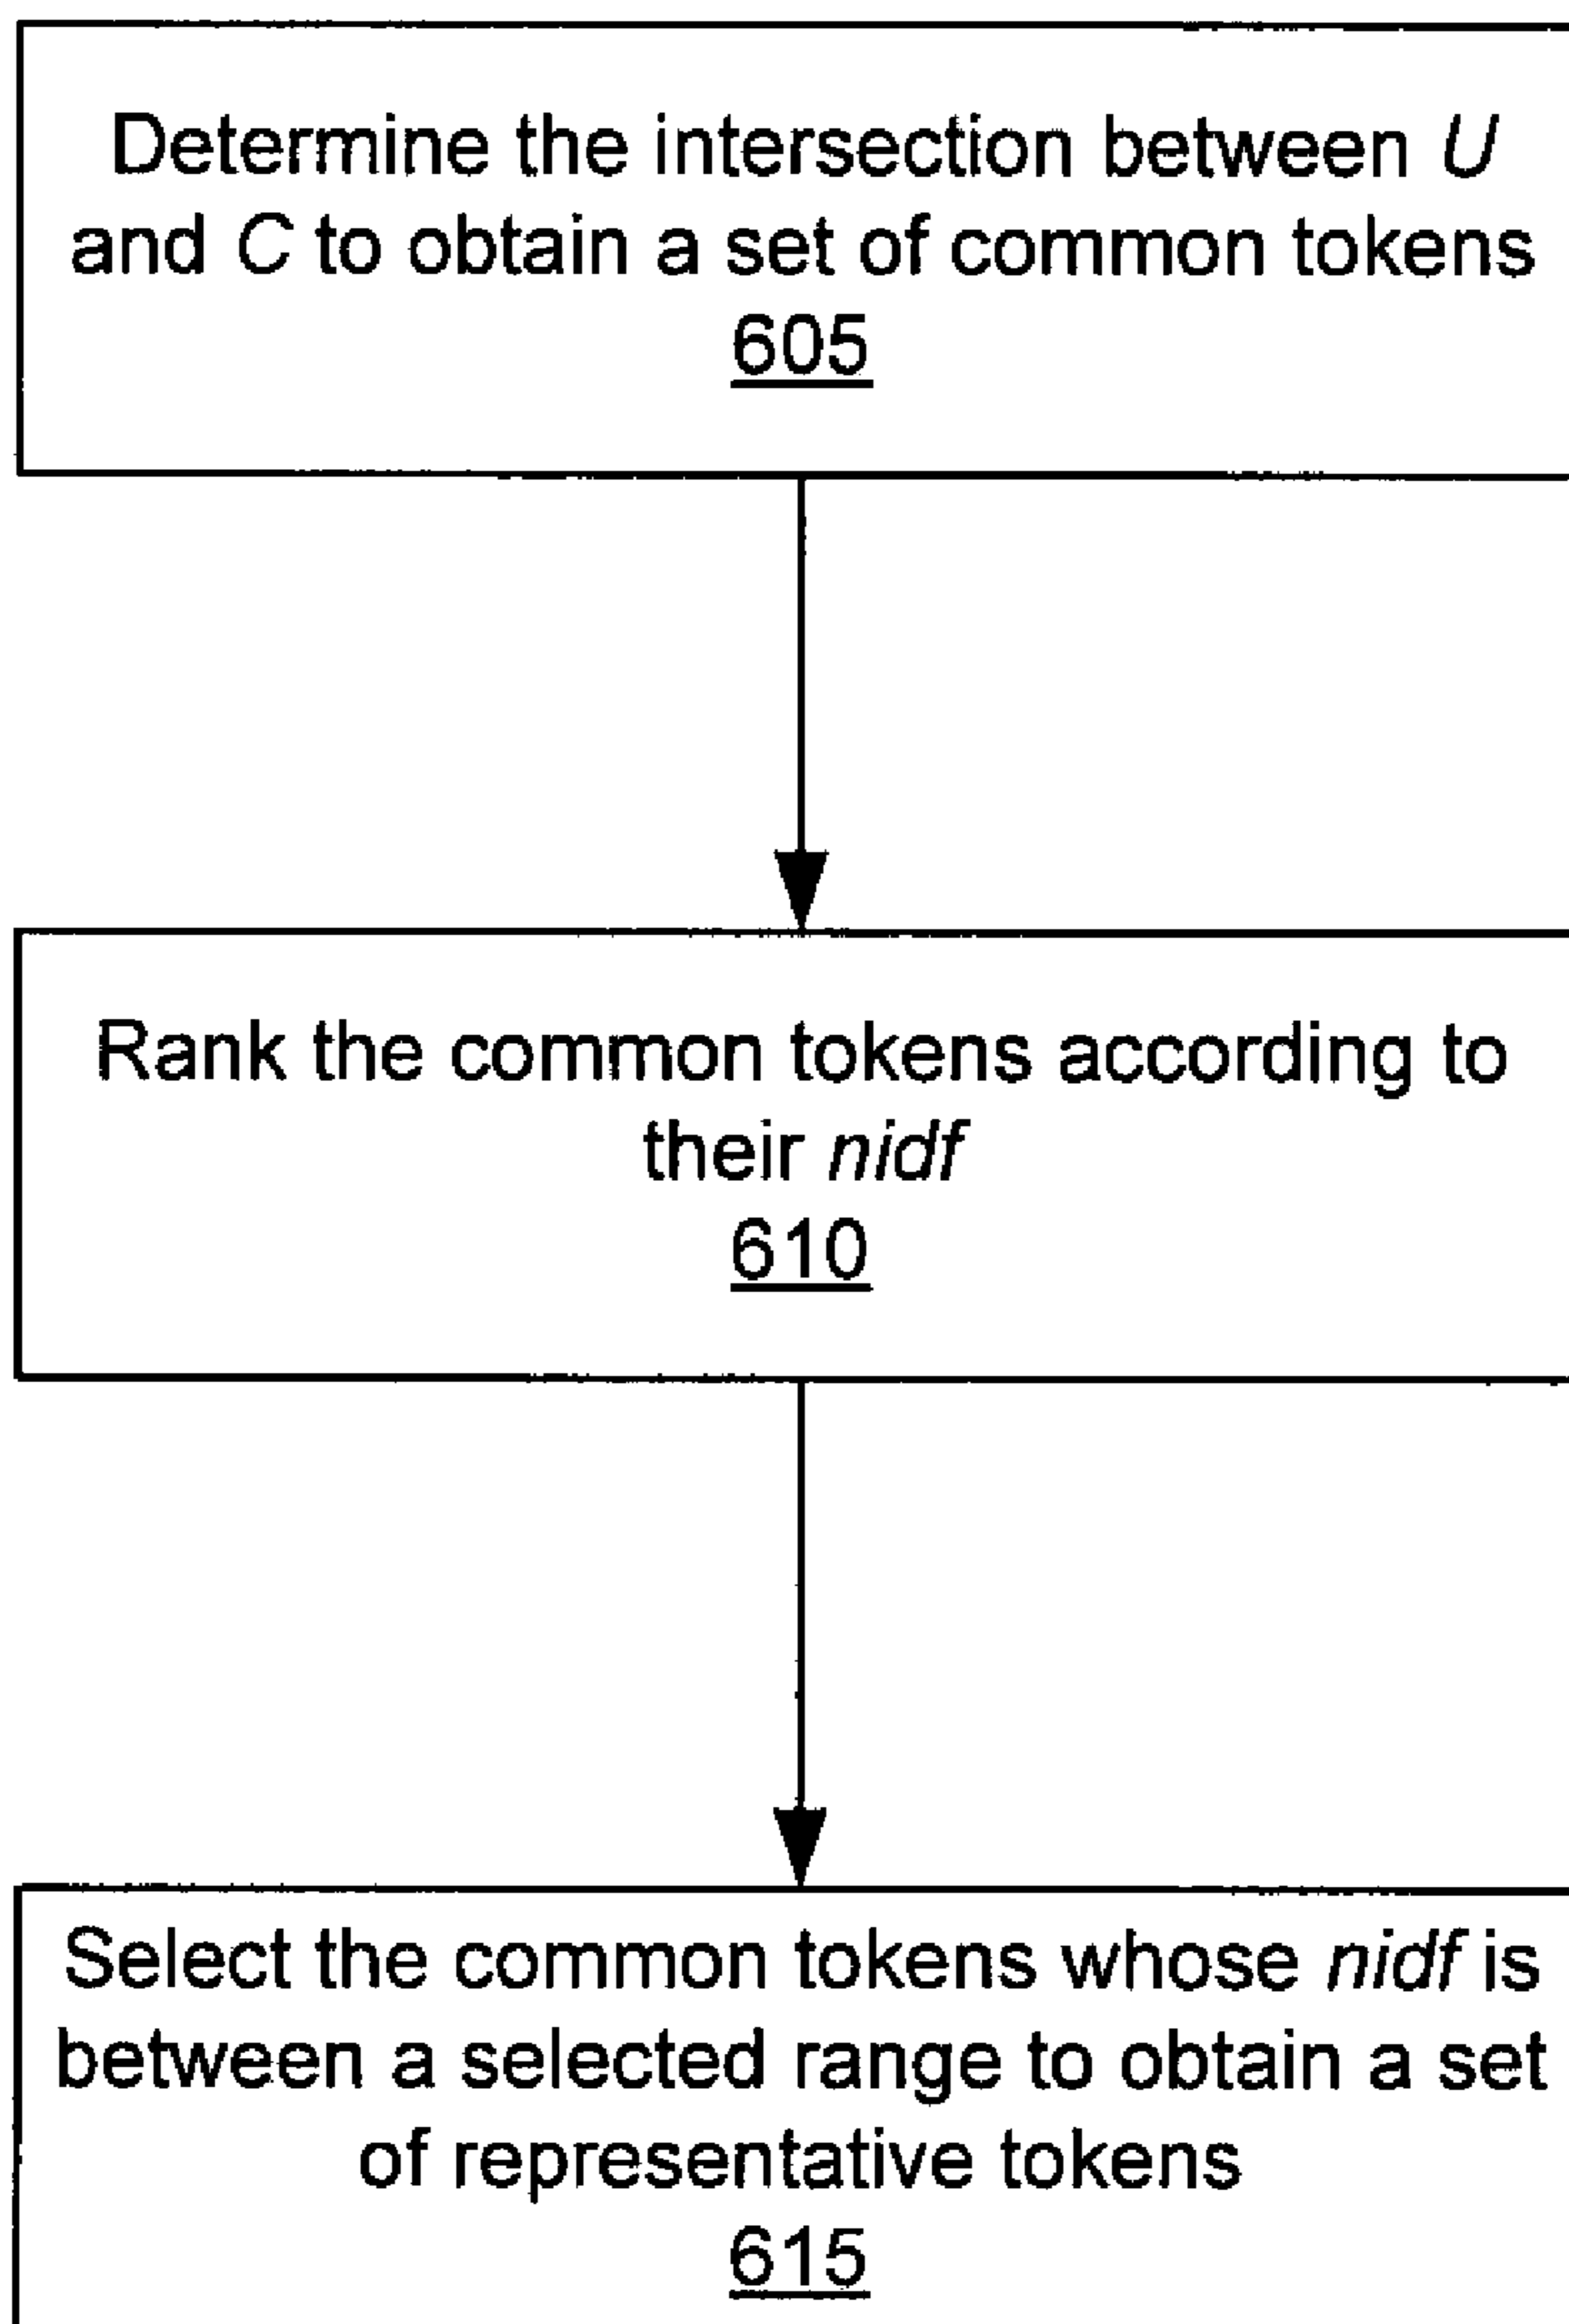 Determine the intersection between U
and C to obtain a set of common tokens
605
Rank the common tokens according to
their nidf
610
Select the common tokens whose nidf is
between a selected range to obtain a set
of representative tokens
615